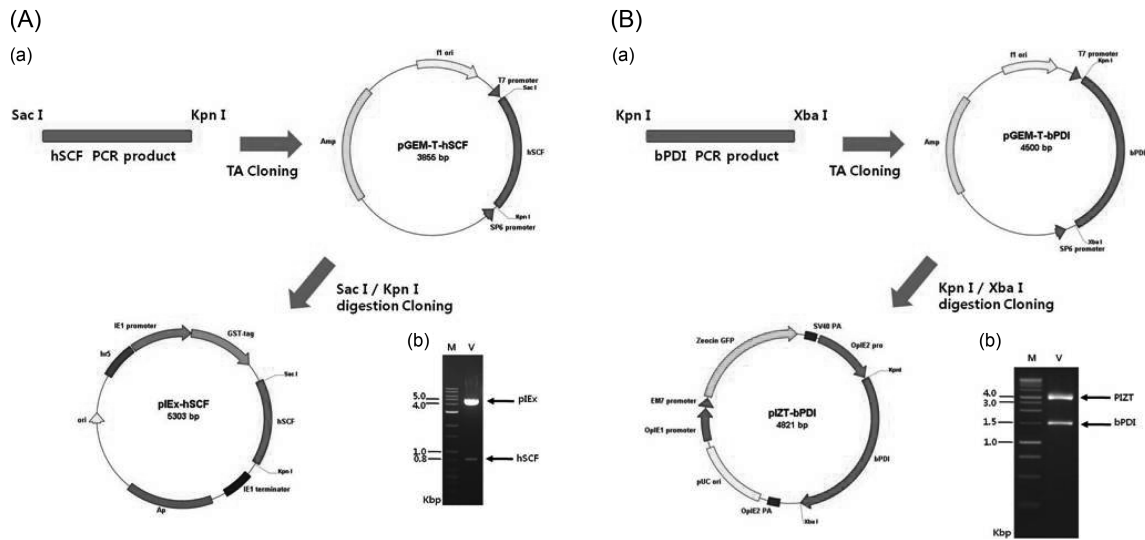 (A)
(a)
Sac I
Kpn I
hSCF PCR product
TA Cloning
f1 ori
T7 promoter
Sac I
Amp
pGEM-T-hSCF
3855 bp
hSCF
Kpn I
SP6 promoter
Sac I / Kpn I
digestion Cloning
IE1 promoter
GST-tag
hr5
Sac I
ori
pIEx-hSCF
5303 bp
hSCF
Kpn I
IE1 terminator
Ap
(b)
M V
5.0
4.0
pIEx
1.0
0.8
hSCF
Kbp
(B)
(a)
Kpn I
Xba I
bPDI PCR product
TA Cloning
f1 ori
T7 promoter
Kpn I
Amp
pGEM-T-bPDI
4500 bp
bPDI
Xba I
SP6 promoter
Kpn I / Xba I
digestion Cloning
SV40 PA
Zeocin GFP
OpIE2 pro
KpnI
EM7 promoter
OpIE1 promoter
pIZT-bPDI
4821 bp
bPDI
pUC ori
OpIE2 PA
Xba I
(b)
M V
4.0
3.0
PIZT
1.5
bPDI
1.0
Kbp